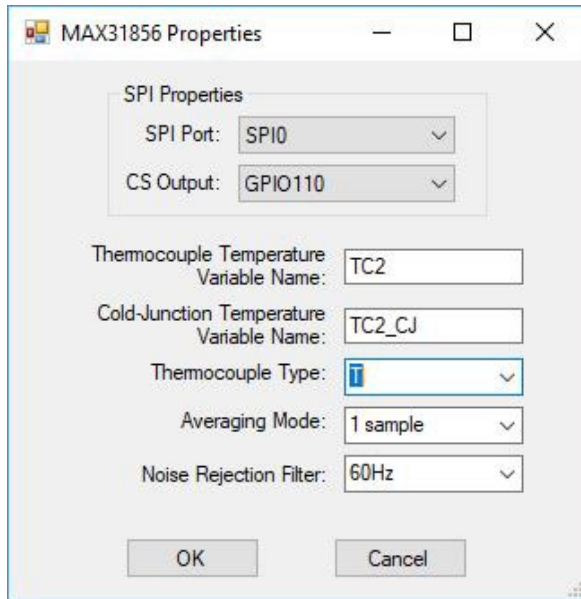 MAX31856 Properties
SPI Properties
SPI Port: SPI0
CS Output: GPIO110
Thermocouple Temperature
Variable Name: TC2
Cold-Junction Temperature
Variable Name: TC2_CJ
Thermocouple Type: T
Averaging Mode: 1 sample
Noise Rejection Filter: 60Hz
OK Cancel